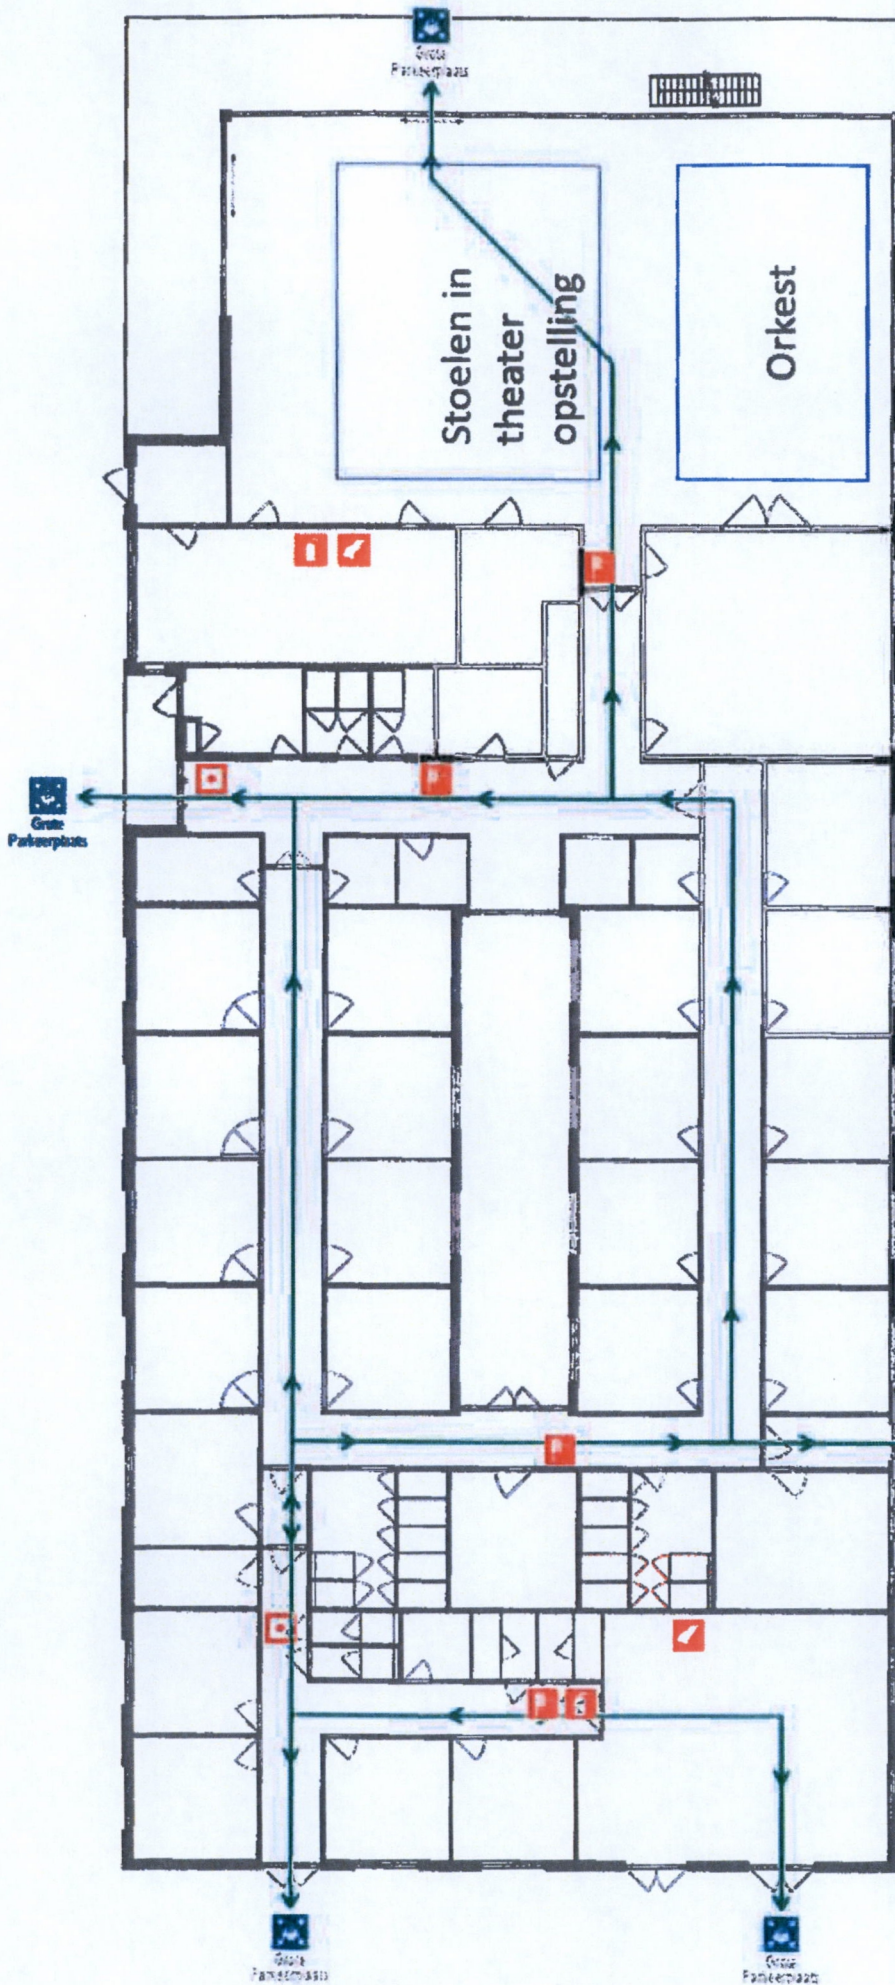 Grote
Parkeerplaats
Stoelen in
theater
opstelling
Orkest
Grote
Parkeerplaats
Grote
Parkeerplaats
Grote
Parkeerplaats